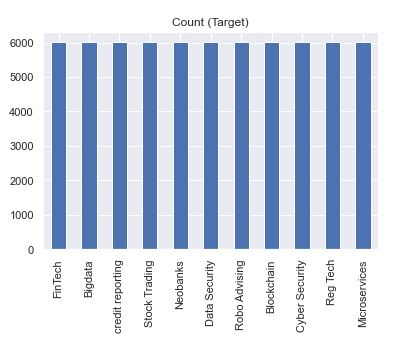 Count (Target)
6000
5000
4000
3000
2000
1000
0
FinTech
Bigdata
credit reporting
Stock Trading
Neobanks
Data Security
Robo Advising
Blockchain
Cyber Security
Reg Tech
Microservices